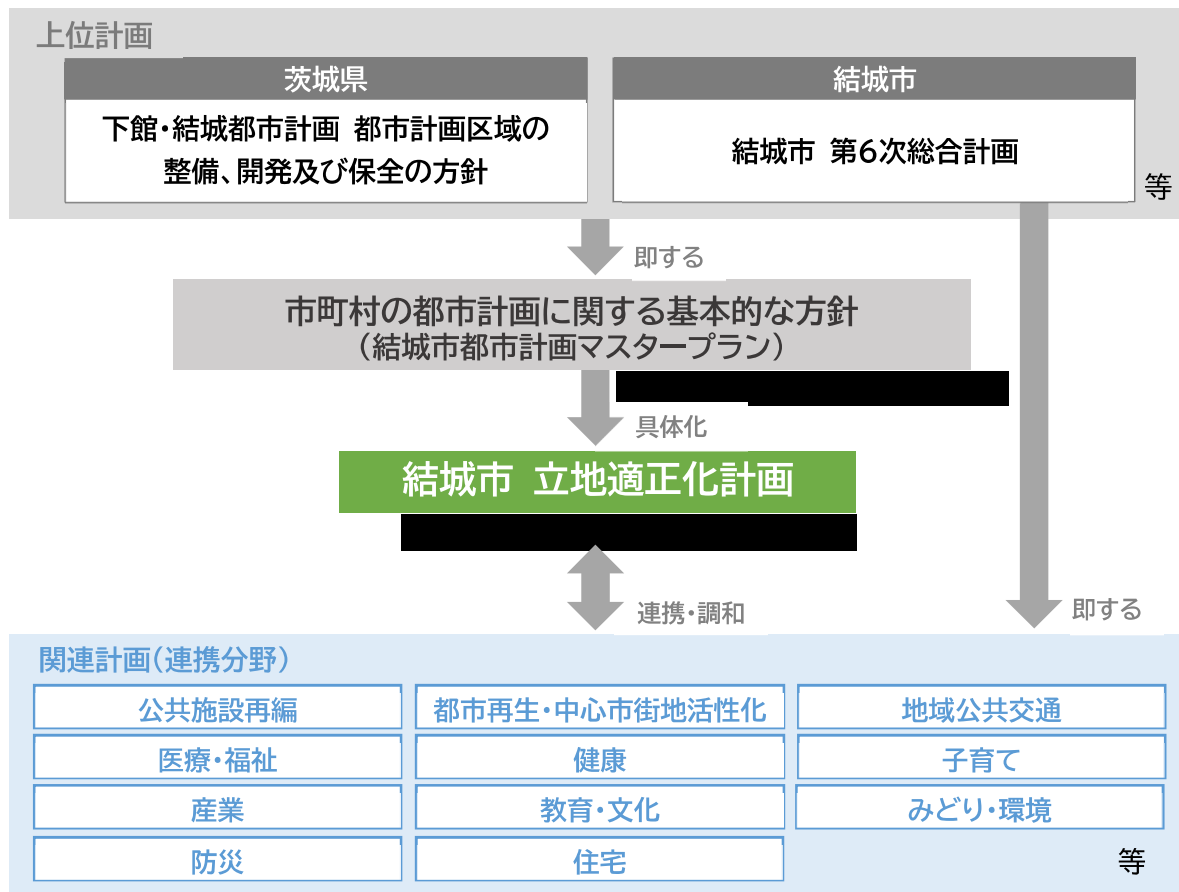 上位計画
茨城県
下館・結城都市計画 都市計画区域の
整備、開発及び保全の方針
結城市
結城市 第6次総合計画
等
即する
市町村の都市計画に関する基本的な方針
（結城市都市計画マスタープラン）
具体化
結城市 立地適正化計画
連携・調和
即する
関連計画（連携分野）
公共施設再編
都市再生・中心市街地活性化
地域公共交通
医療・福祉
健康
子育て
産業
教育・文化
みどり・環境
防災
住宅
等